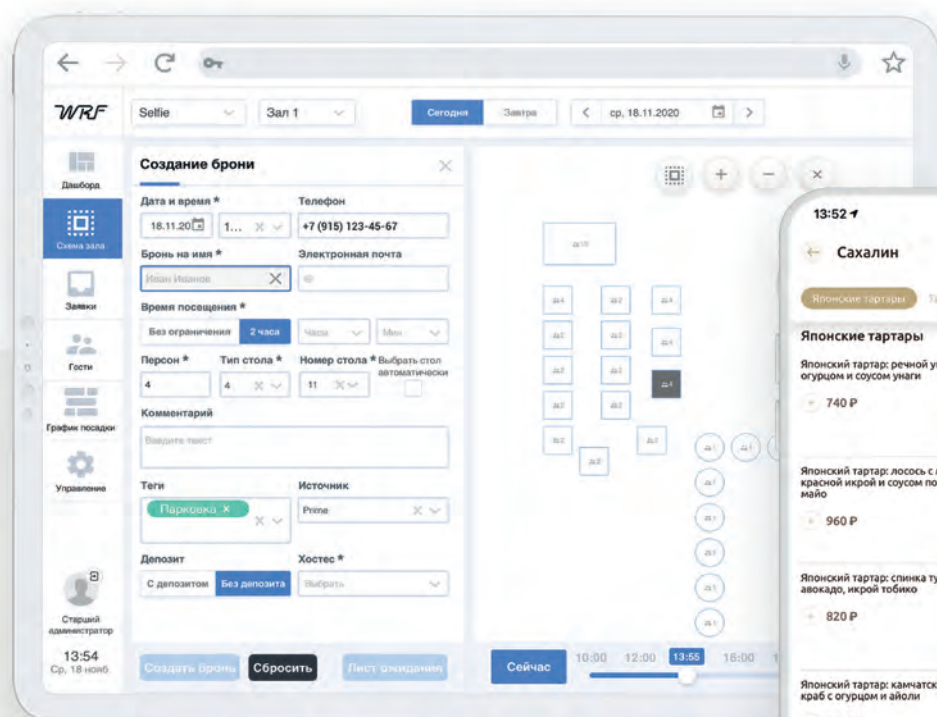 WRF
Selfie
Зал 1
Сегодня
Завтра
ср, 18.11.2020
Дашборд
Схема зала
Заявки
Гости
График посадки
Управление
Старший
администратор
13:54
Ср, 18 нояб
Создание брони
Дата и время *
Телефон
18.11.20
1...
+7 (915) 123-45-67
Бронь на имя *
Электронная почта
Иван Иванов
@
Время посещения *
Без ограничения
2 часа
Часы
Мин
Персон *
Тип стола *
Номер стола *
Выбрать стол
автоматически
4
4
11
Комментарий
Введите текст
Теги
Источник
Парковка ×
Prime
Депозит
Хостес *
С депозитом
Без депозита
Выбрать
Создать бронь
Сбросить
Лист ожидания
Сейчас
10:00
12:00
13:55
16:00
13:52
Сахалин
Японские тартары
Японские тартары
Японский тартар: речной
огурцом и соусом унаги
+ 740 ₽
Японский тартар: лосось с
красной икрой и соусом
майо
+ 960 ₽
Японский тартар: спинка
авокадо, икрой тобико
+ 820 ₽
Японский тартар:
краб с огурцом и айоли